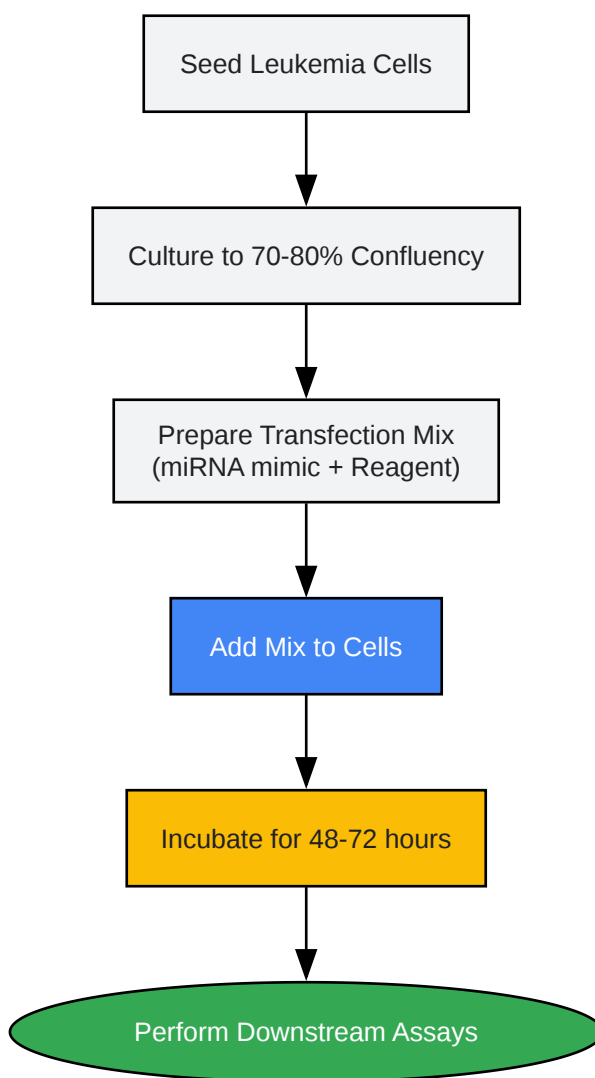 Seed Leukemia Cells
Culture to 70-80% Confluency
Prepare Transfection Mix
(miRNA mimic + Reagent)
Add Mix to Cells
Incubate for 48-72 hours
Perform Downstream Assays